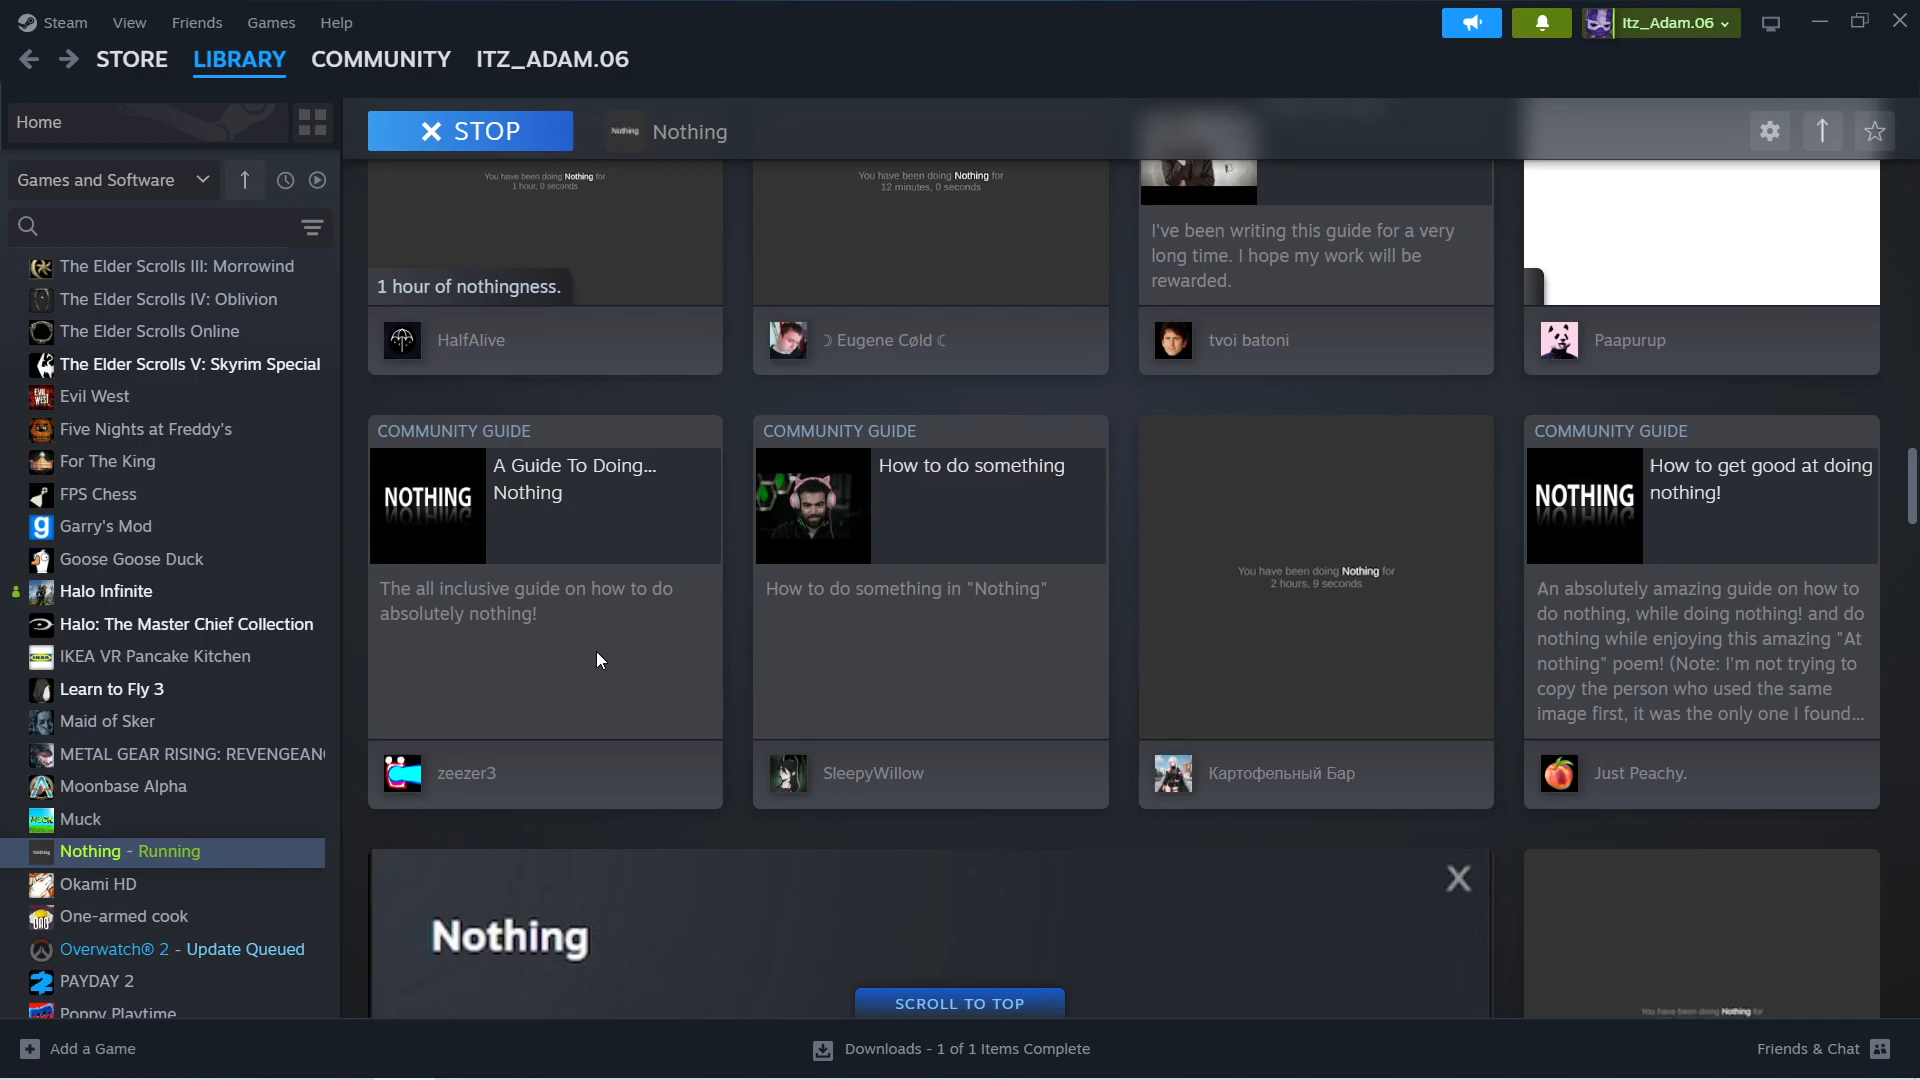 Steam View Friends Games Help
Itz_Adam.06
STORE LIBRARY COMMUNITY ITZ_ADAM.06
Home
Games and Software
The Elder Scrolls III: Morrowind
The Elder Scrolls IV: Oblivion
The Elder Scrolls Online
The Elder Scrolls V: Skyrim Special
Evil West
Five Nights at Freddy's
For The King
FPS Chess
Garry's Mod
Goose Goose Duck
Halo Infinite
Halo: The Master Chief Collection
IKEA VR Pancake Kitchen
Learn to Fly 3
Maid of Sker
METAL GEAR RISING: REVENGEAN
Moonbase Alpha
Muck
Nothing - Running
Okami HD
One-armed cook
Overwatch® 2 - Update Queued
PAYDAY 2
Poppy Playtime
STOP
Nothing
Nothing
You have been doing Nothing for
1 hour, 0 seconds
1 hour of nothingness.
HalfAlive
You have been doing Nothing for
12 minutes, 0 seconds
☽ Eugene Cøld ☾
I've been writing this guide for a very
long time. I hope my work will be
rewarded.
tvoi batoni
Paapurup
COMMUNITY GUIDE
NOTHING
A Guide To Doing...
Nothing
The all inclusive guide on how to do
absolutely nothing!
zeezer3
COMMUNITY GUIDE
How to do something
How to do something in "Nothing"
SleepyWillow
You have been doing Nothing for
2 hours, 9 seconds
Картофельный Бар
COMMUNITY GUIDE
NOTHING
How to get good at doing
nothing!
An absolutely amazing guide on how to
do nothing, while doing nothing! and do
nothing while enjoying this amazing "At
nothing" poem! (Note: I'm not trying to
copy the person who used the same
image first, it was the only one I found...
Just Peachy.
Nothing
X
SCROLL TO TOP
You have been doing Nothing for
Add a Game
Downloads - 1 of 1 Items Complete
Friends & Chat